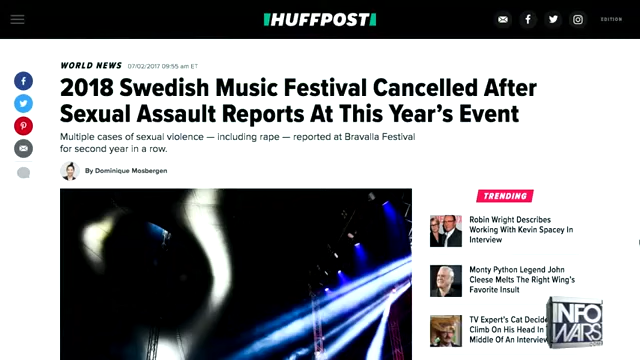 HUFFPOST
EDITION
WORLD NEWS 07/02/2017 09:55 am ET
2018 Swedish Music Festival Cancelled After
Sexual Assault Reports At This Year's Event
Multiple cases of sexual violence — including rape — reported at Bravalla Festival
for second year in a row.
By Dominique Mosbergen
TRENDING
Robin Wright Describes
Working With Kevin Spacey In
Interview
Monty Python Legend John
Cleese Melts The Right Wing's
Favorite Insult
TV Expert's Cat Decide
Climb On His Head In
Middle Of An Interview
INFO
WARS